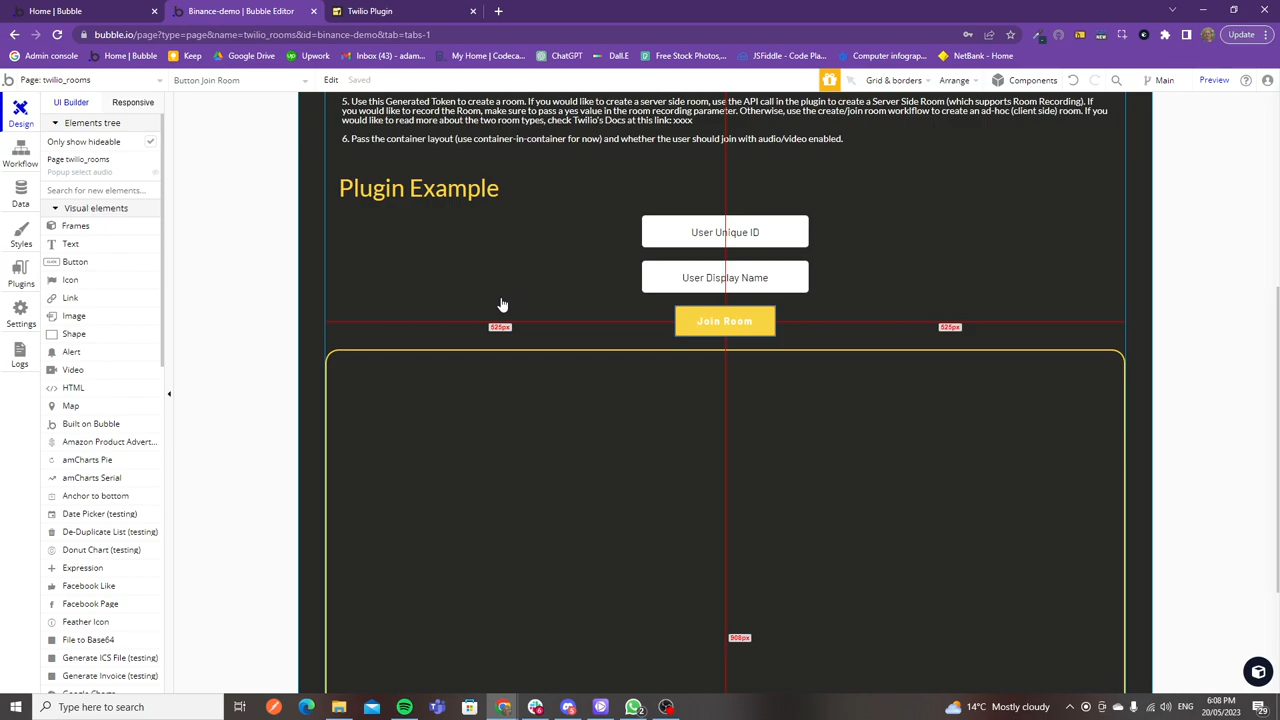 Home | Bubble
Binance-demo | Bubble Editor
Twilio Plugin
bubble.io/page?type=page&name=twilio_rooms&id=binance-demo&tab=tabs-1
Update
Admin console
Home | Bubble
Keep
Google Drive
Upwork
Inbox (43) - adam...
My Home | Codeca...
ChatGPT
Dall.E
Free Stock Photos,...
JSFiddle - Code Pla...
Computer infograp...
NetBank - Home
Page: twilio_rooms
Button Join Room
Edit
Saved
Grid & borders
Arrange
Components
Main
Preview
Design
Workflow
Data
Styles
Plugins
Settings
Logs
UI Builder
Responsive
Elements tree
Only show hideable
Page twilio_rooms
Popup select audio
Search for new elements...
Visual elements
Frames
Text
CLICK
Button
Icon
Link
Image
Shape
Alert
Video
HTML
Map
Built on Bubble
Amazon Product Advert...
amCharts Pie
amCharts Serial
Anchor to bottom
Date Picker (testing)
De-Duplicate List (testing)
Donut Chart (testing)
Expression
Facebook Like
Facebook Page
Feather Icon
File to Base64
Generate ICS File (testing)
Generate Invoice (testing)
5. Use this Generated Token to create a room. If you would like to create a server side room, use the API call in the plugin to create a Server Side Room (which supports Room Recording). If
you would like to record the Room, make sure to pass a yes value in the room recording parameter. Otherwise, use the create/join room workflow to create an ad-hoc (client side) room. If you
would like to read more about the two room types, check Twilio's Docs at this link: xxxx
6. Pass the container layout (use container-in-container for now) and whether the user should join with audio/video enabled.
Plugin Example
User Unique ID
User Display Name
Join Room
525px
525px
908px
Type here to search
2
14°C Mostly cloudy
6:08 PM
20/05/2023
29